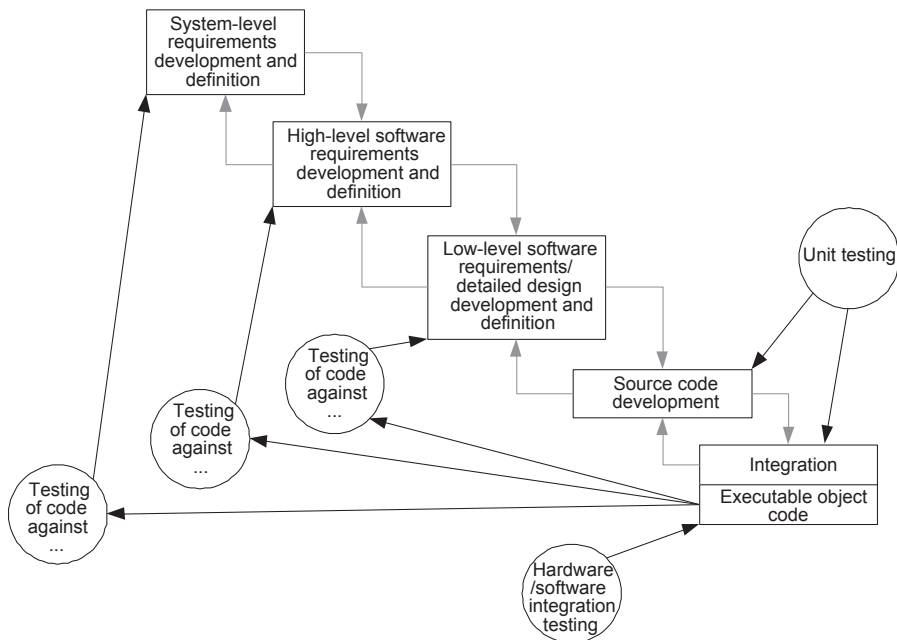 System-level
requirements
development and
definition
High-level software
requirements
development and
definition
Low-level software
requirements/
detailed design
development and
definition
Unit testing
Testing
of code
against
...
Source code
development
Testing
of code
against
...
Integration
Executable object
code
Testing
of code
against
...
Hardware
/software
integration
testing